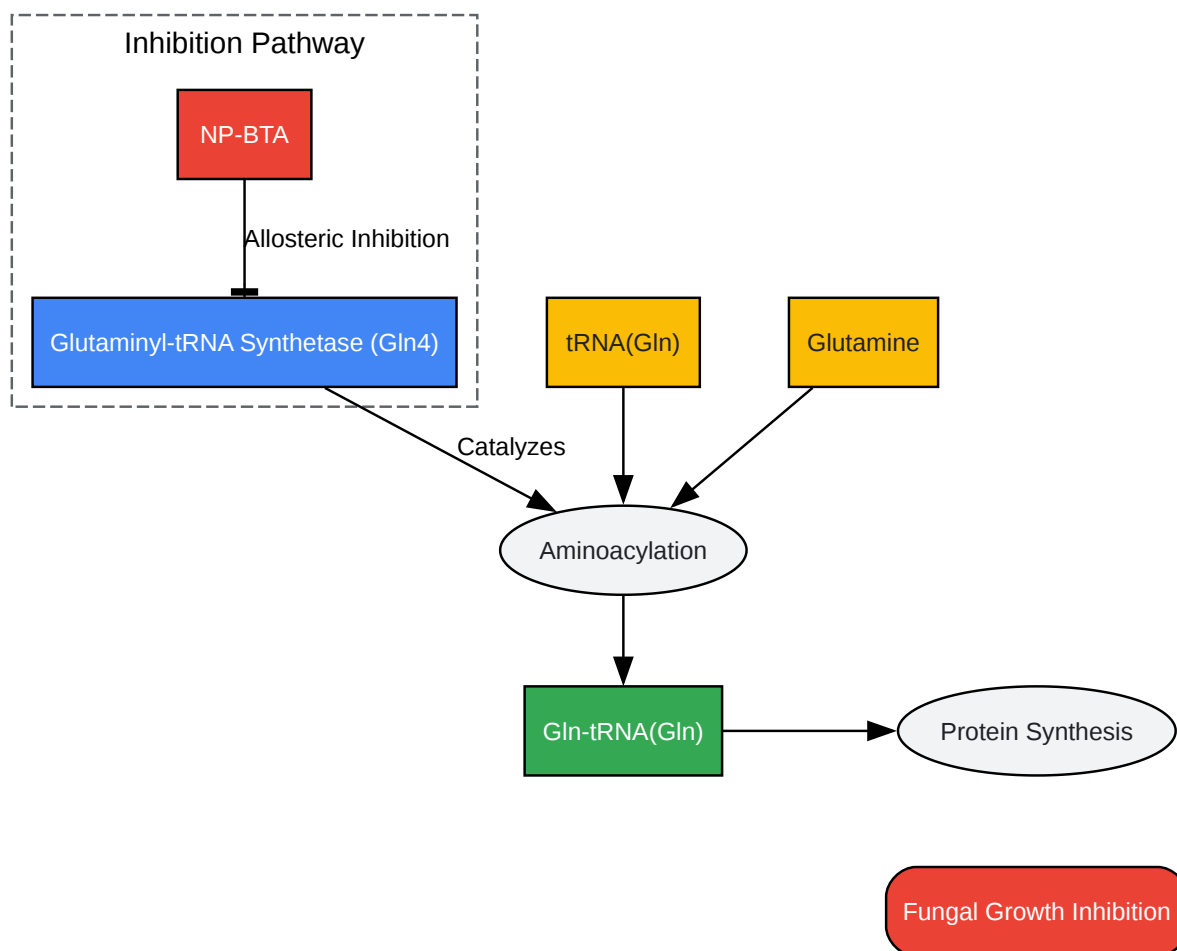 Inhibition Pathway
NP-BTA
Allosteric Inhibition
Glutaminyl-tRNA Synthetase (Gln4)
tRNA(Gln)
Glutamine
Catalyzes
Aminoacylation
Gln-tRNA(Gln)
Protein Synthesis
Fungal Growth Inhibition